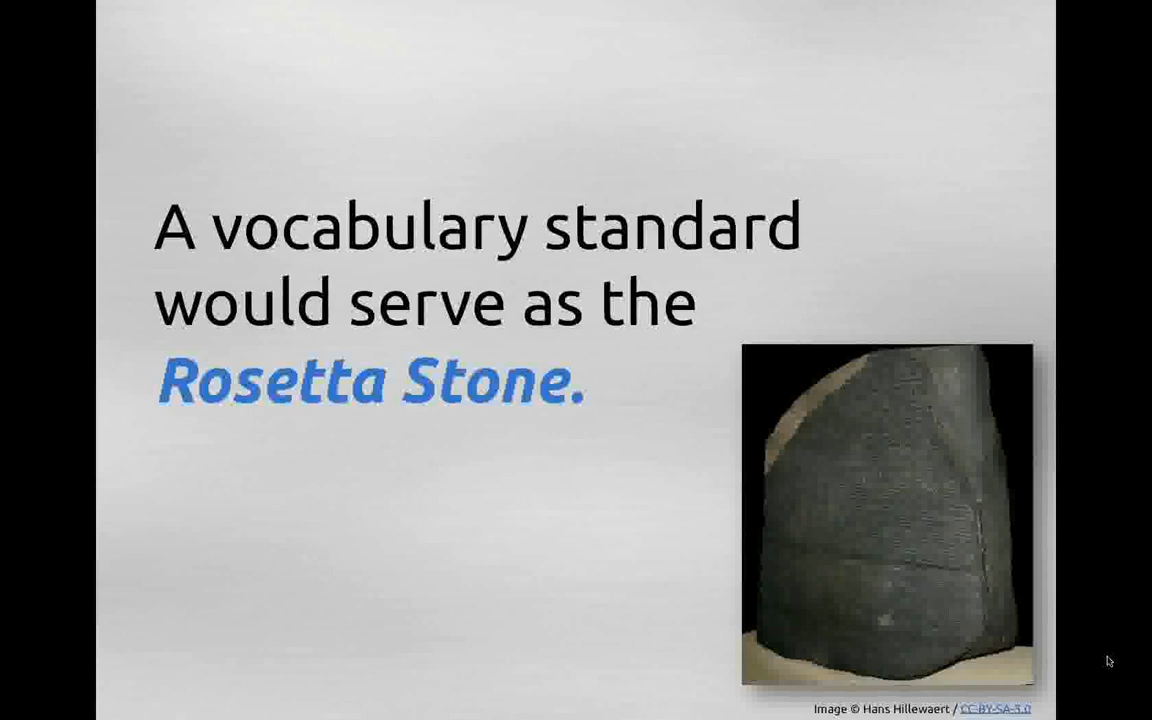 A vocabulary standard
would serve as the
Rosetta Stone.
Image © Hans Hillewaert / CC-BY-SA-3.0